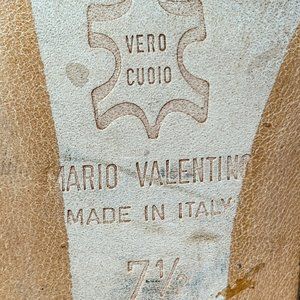 VERO
CUOIO
MARIO VALENTINO
MADE IN ITALY
7½